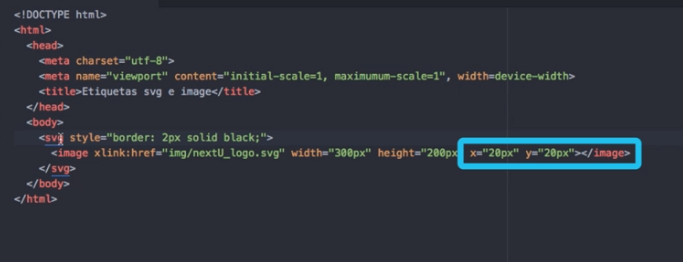 <!DOCTYPE html>
<html>
<head>
<meta charset="utf-8">
<meta name="viewport" content="initial-scale=1, maximumum-scale=1", width=device-width>
<title>Etiquetas svg e image</title>
</head>
<body>
<svg style="border: 2px solid black;">
<image xlink:href="img/nextU_logo.svg" width="300px" height="200px x="20px" y="20px"></image>
</svg>
</body>
</html>